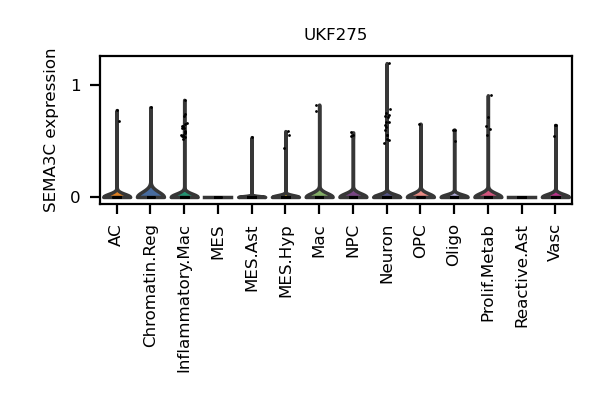 UKF275
SEMA3C expression
1
0
AC
Chromatin.Reg
Inflammatory.Mac
MES
MES.Ast
MES.Hyp
Mac
NPC
Neuron
OPC
Oligo
Prolif.Metab
Reactive.Ast
Vasc